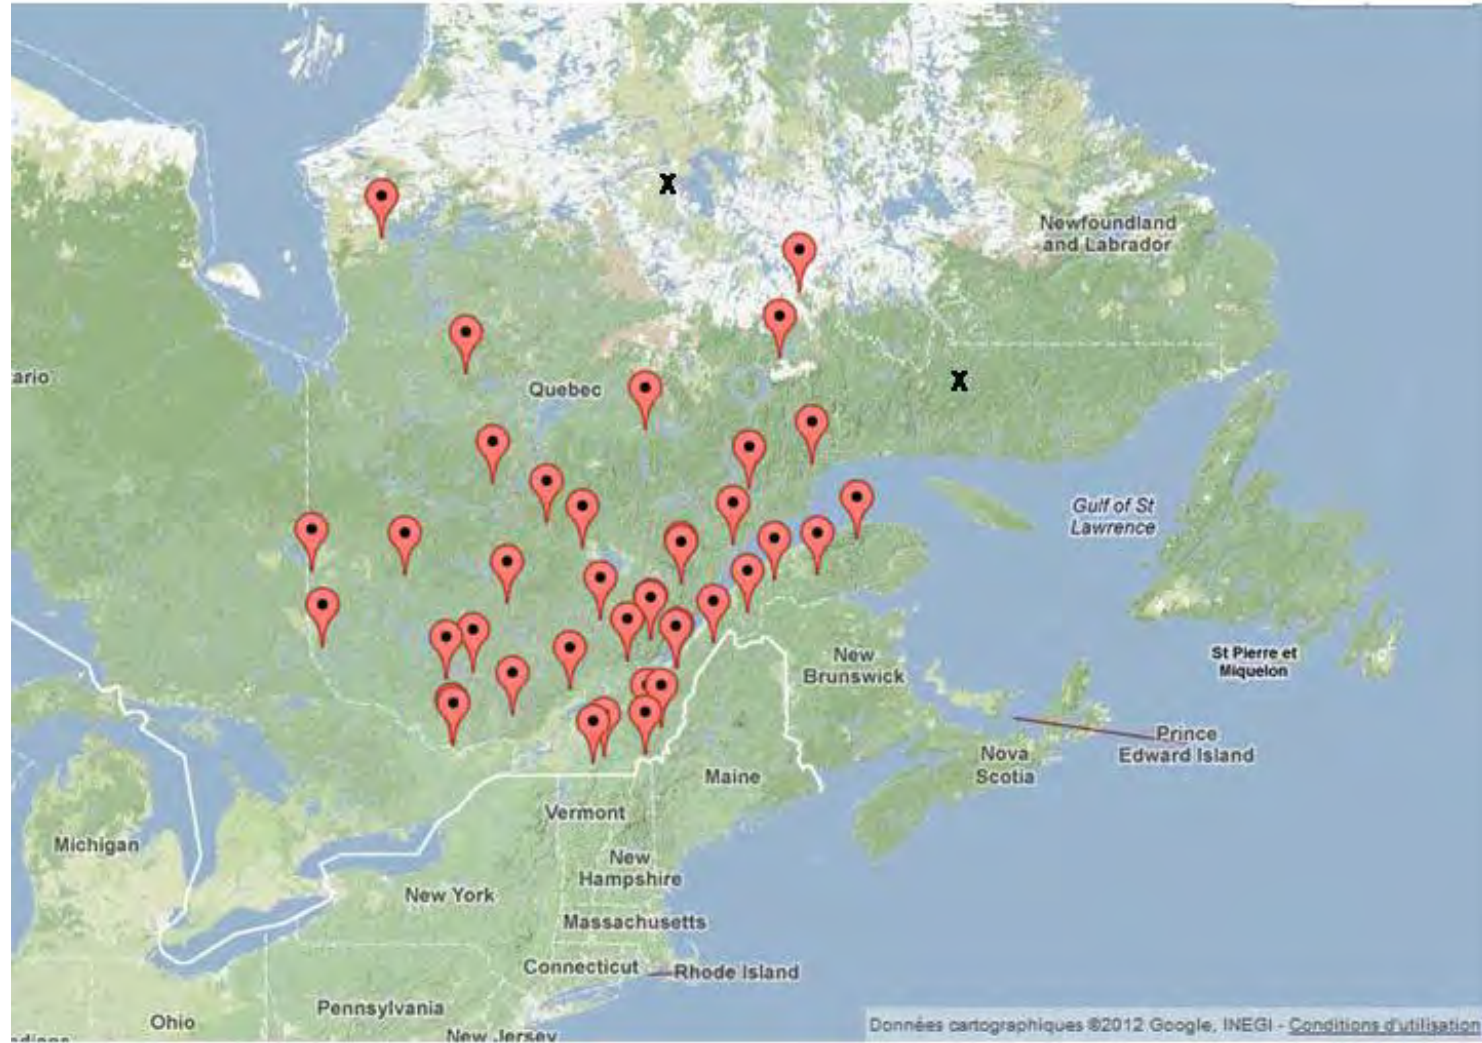 Newfoundland
and Labrador
X
X
ario
Quebec
Gulf of St
Lawrence
New
Brunswick
St Pierre et
Miquelon
Prince
Edward Island
Nova
Scotia
Maine
Vermont
Michigan
New
Hampshire
New York
Massachusetts
Connecticut
Rhode Island
Pennsylvania
Ohio
New Jersey
Données cartographiques ©2012 Google, INEGI - Conditions d'utilisation